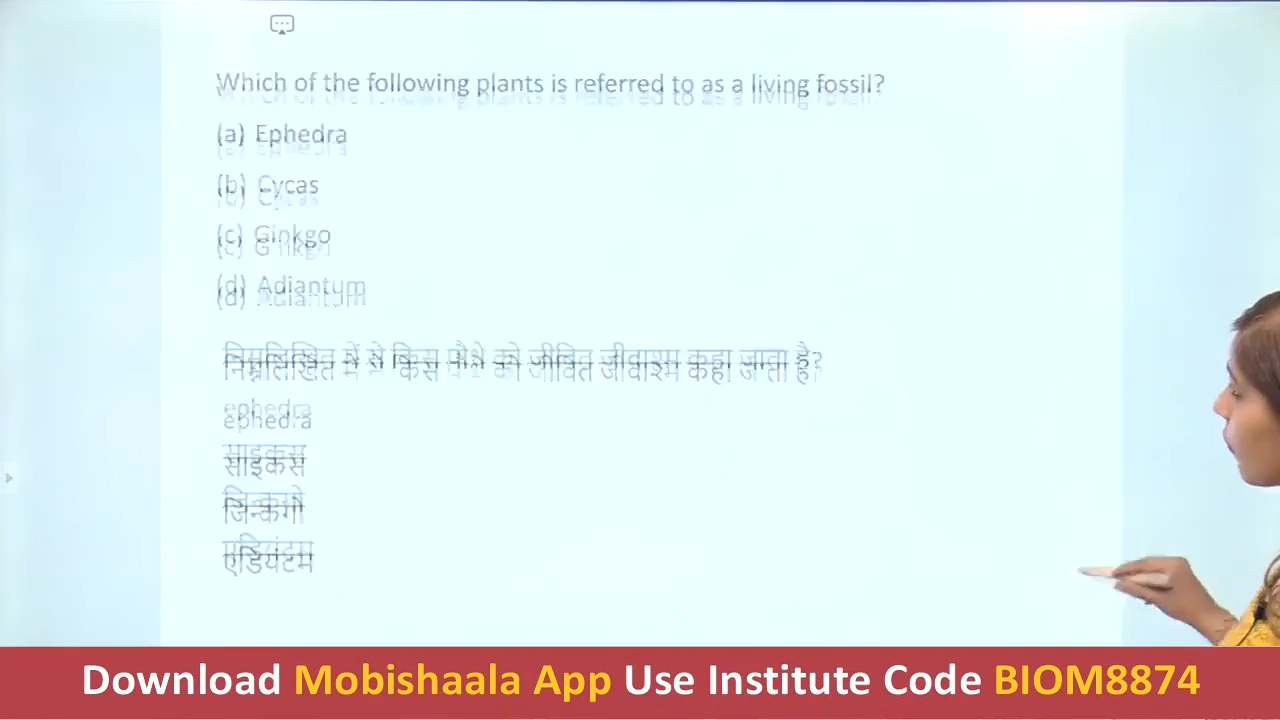 Which of the following plants is referred to as a living fossil?
(a) Ephedra
(b) Cycas
(c) Ginkgo
(d) Adiantum
निम्नलिखित में से किस पौधे को जीवित जीवाश्म कहा जाता है?
ephedra
साइकस
जिन्कगो
एडियंटम
Download Mobishaala App Use Institute Code BIOM8874